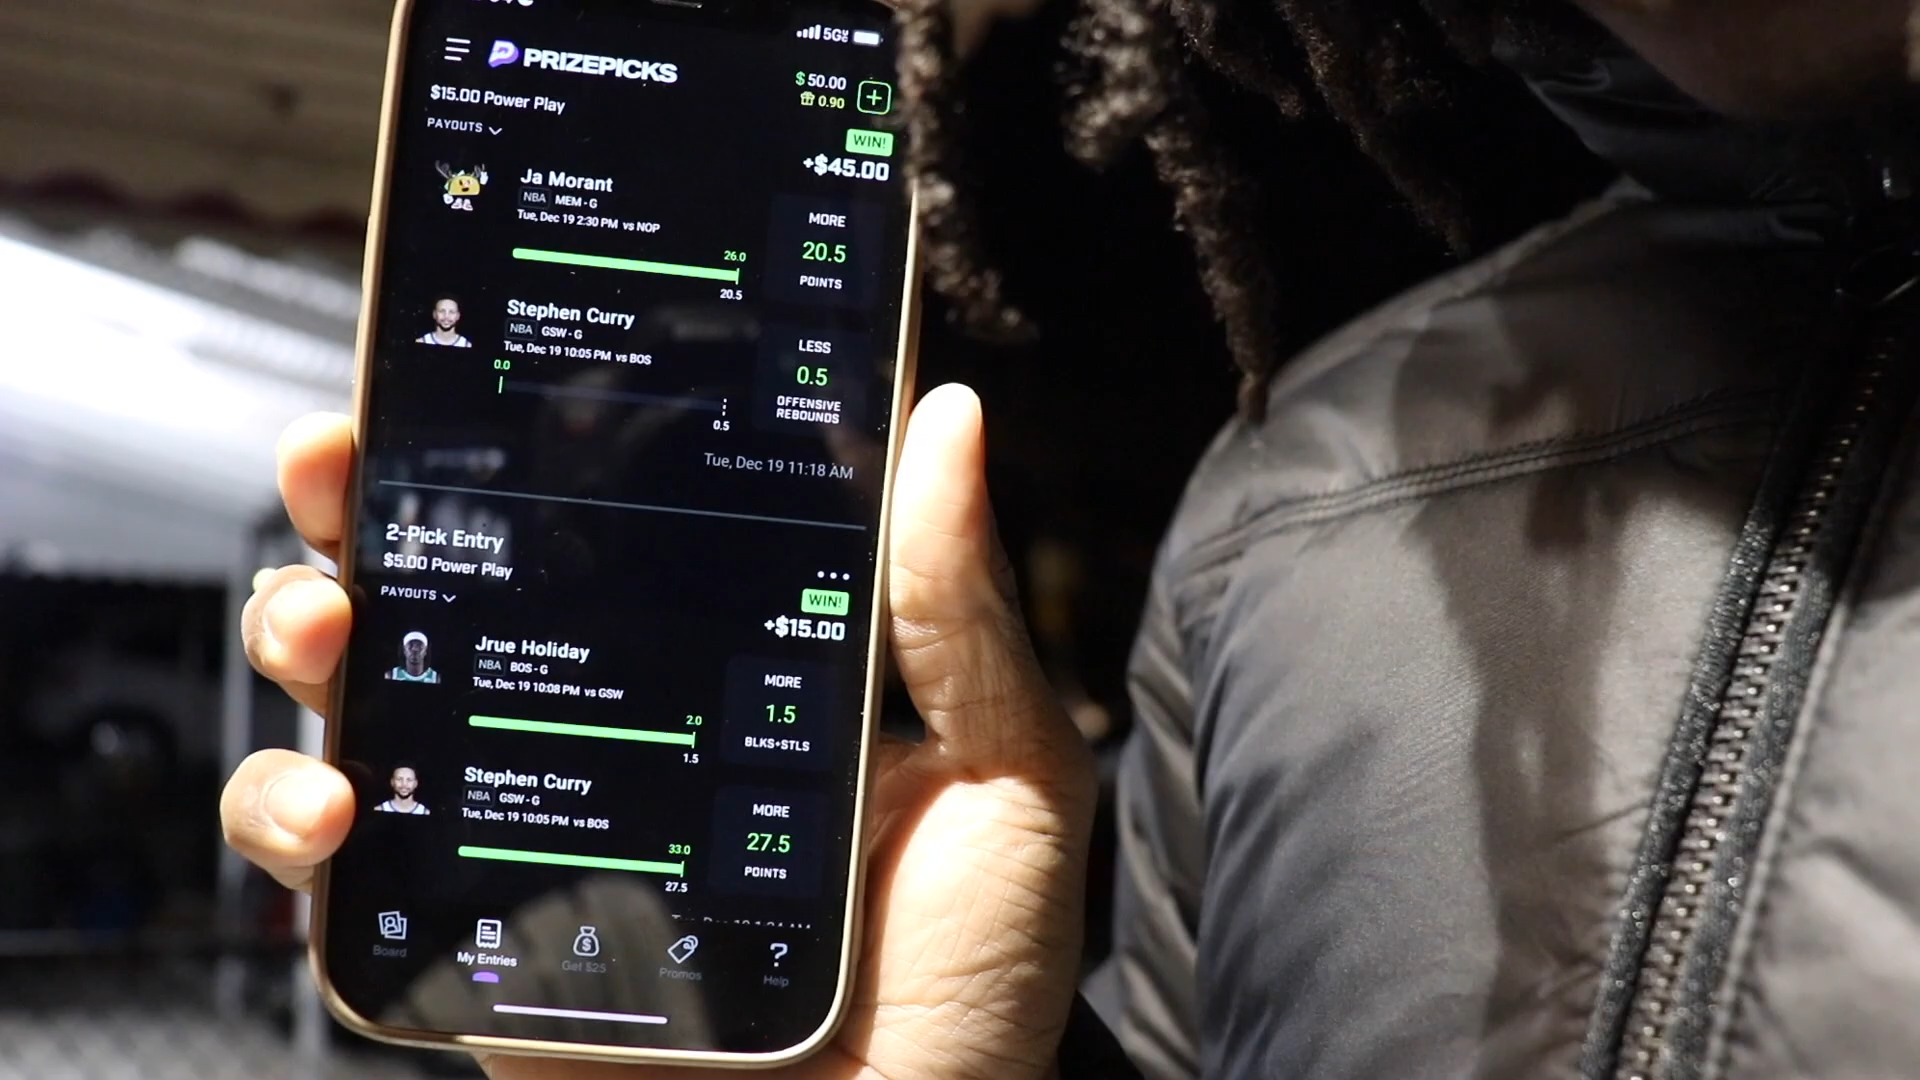 5G
PRIZEPICKS
$50.00
0.90
$15.00 Power Play
PAYOUTS
WIN!
+$45.00
Ja Morant
NBA MEM - G
Tue, Dec 19 2:30 PM vs NOP
26.0
20.5
MORE
20.5
POINTS
Stephen Curry
NBA GSW - G
Tue, Dec 19 10:05 PM vs BOS
0.0
0.5
LESS
0.5
OFFENSIVE
REBOUNDS
Tue, Dec 19 11:18 AM
2-Pick Entry
$5.00 Power Play
PAYOUTS
WIN!
+$15.00
Jrue Holiday
NBA BOS - G
Tue, Dec 19 10:08 PM vs GSW
2.0
1.5
MORE
1.5
BLKS+STLS
Stephen Curry
NBA GSW - G
Tue, Dec 19 10:05 PM vs BOS
33.0
27.5
MORE
27.5
POINTS
Board
My Entries
Get $25
Promos
Help